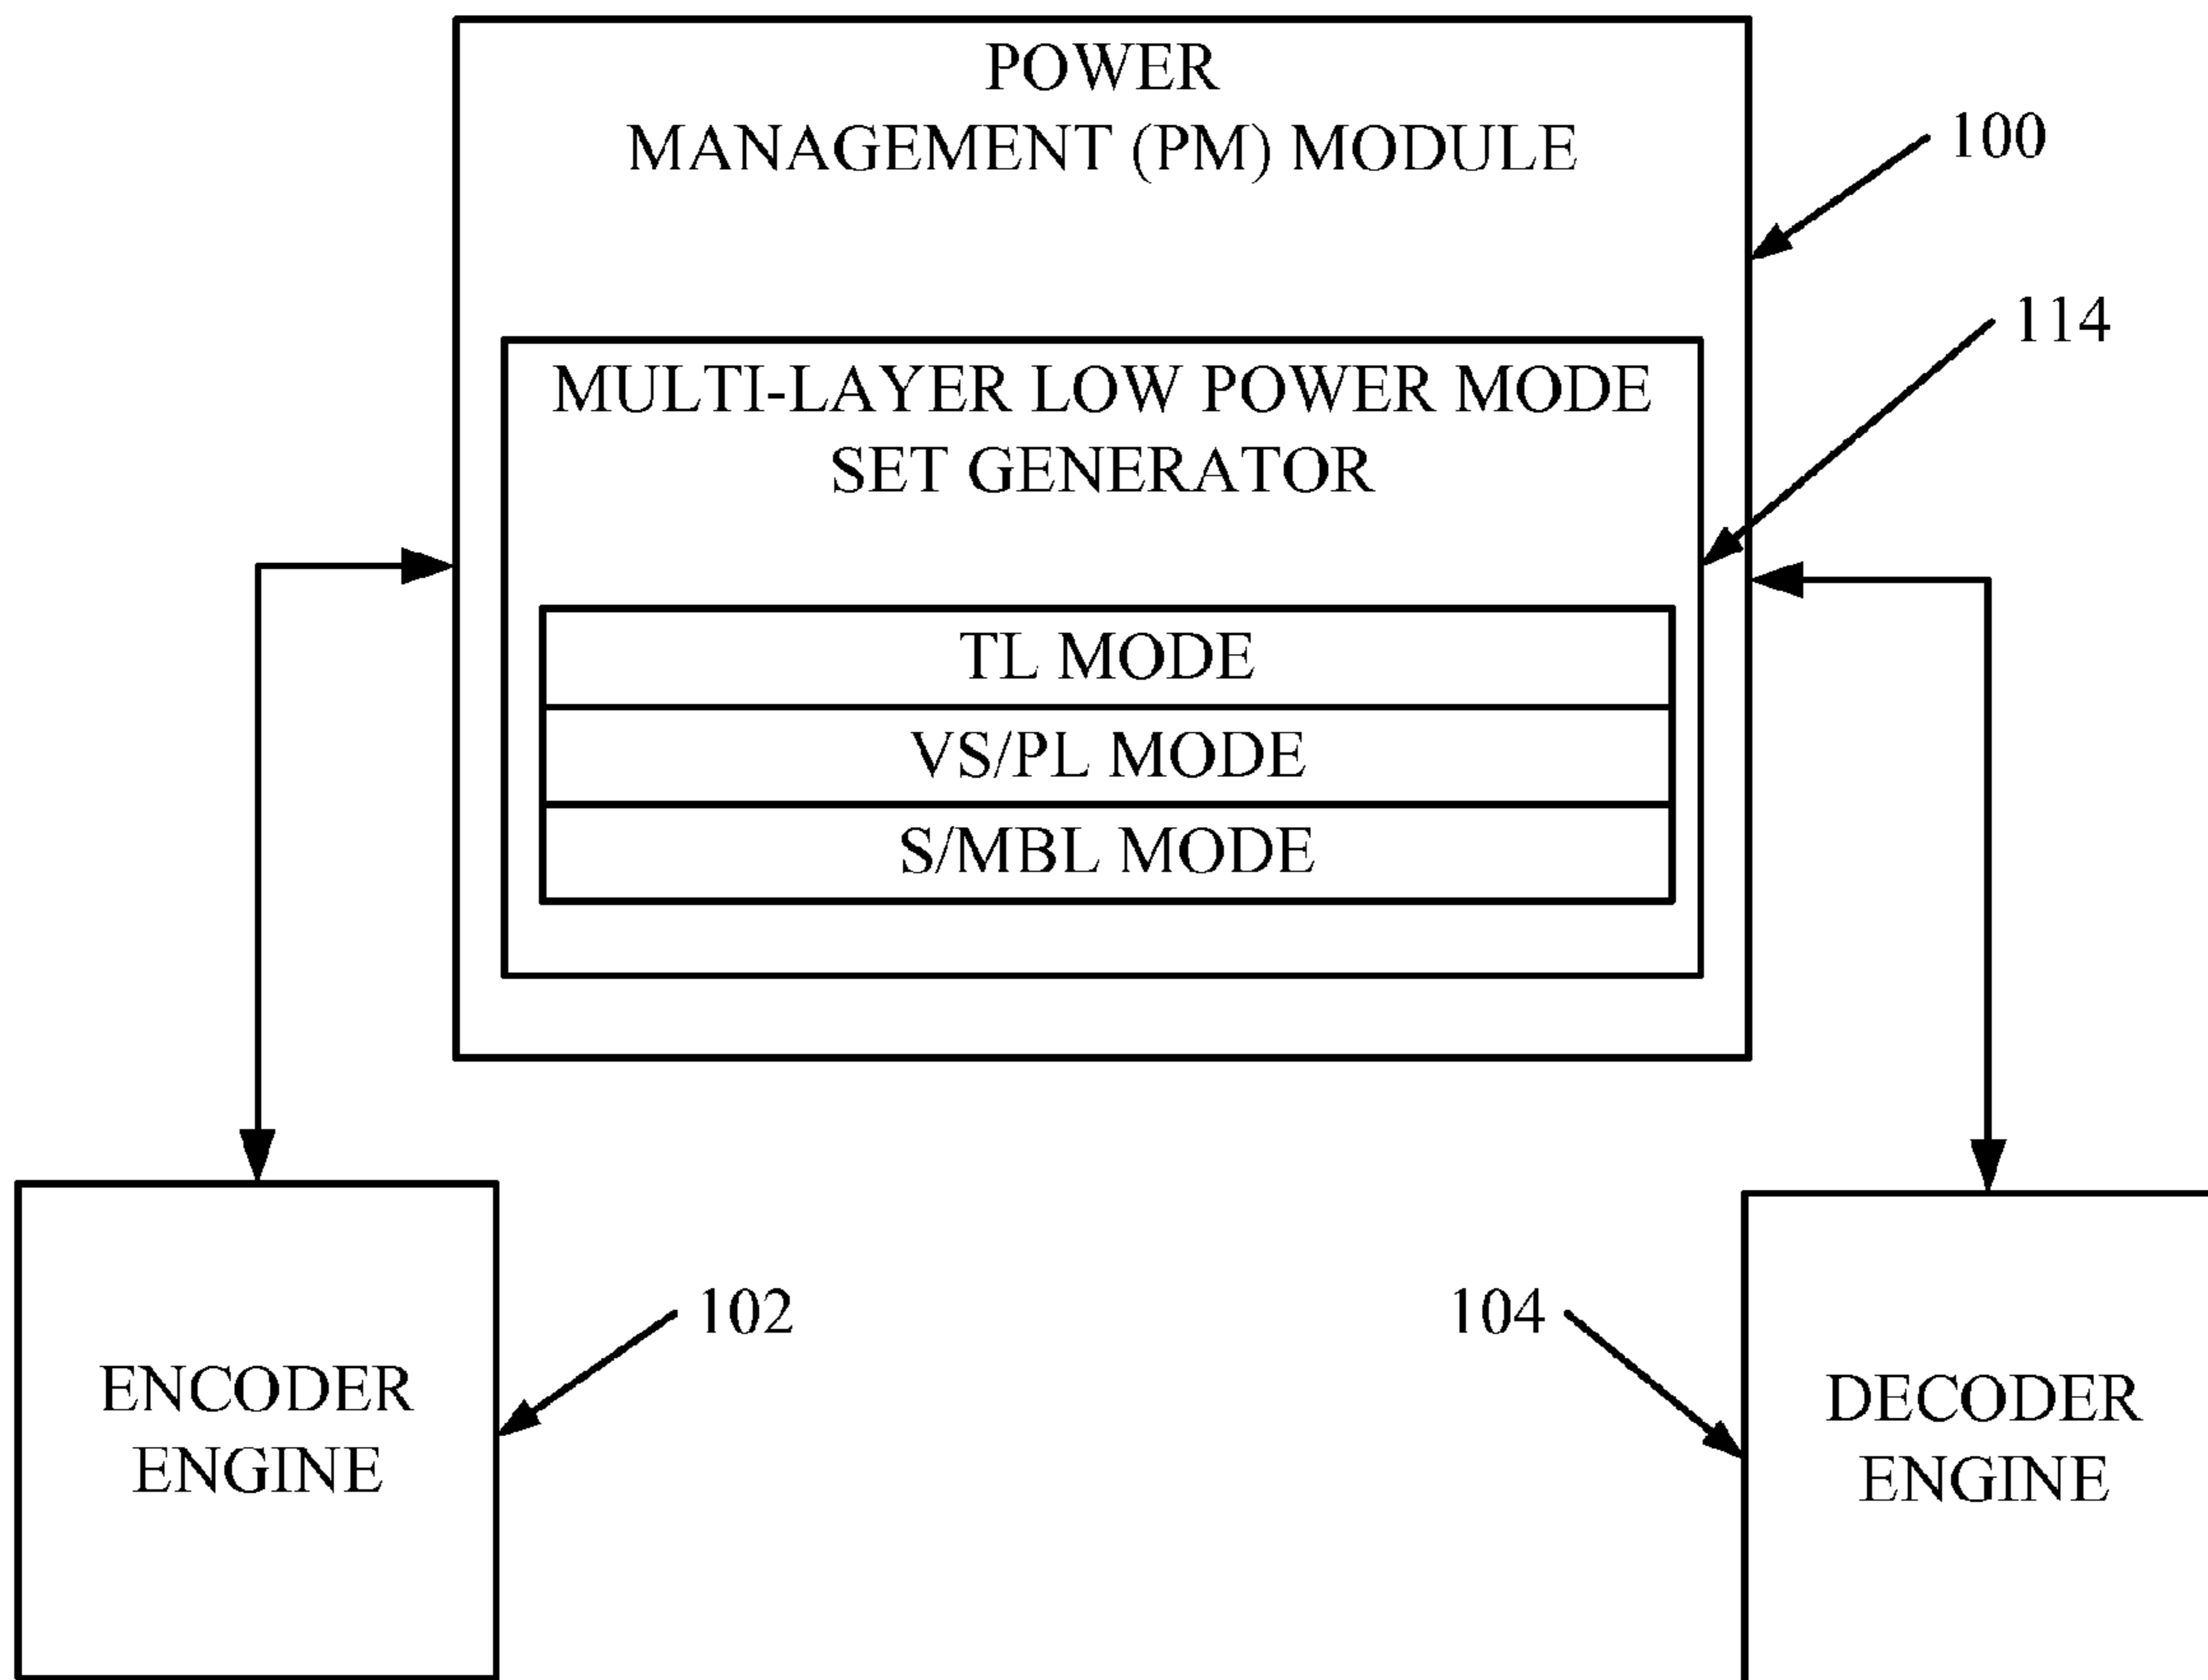 POWER
MANAGEMENT (PM) MODULE
100
114
MULTI-LAYER LOW POWER MODE
SET GENERATOR
TL MODE
VS/PL MODE
S/MBL MODE
102
104
ENCODER
ENGINE
DECODER
ENGINE